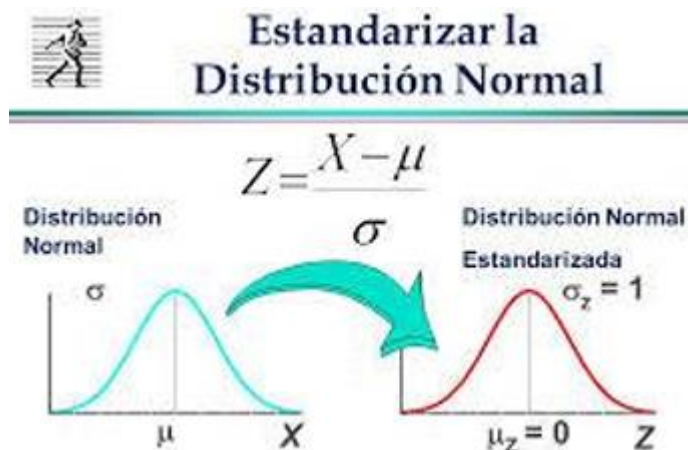 Estandarizar la
Distribución Normal
Z = X − μ
σ
Distribución
Normal
Distribución Normal
Estandarizada
σ
σz = 1
μ
X
μz = 0
Z